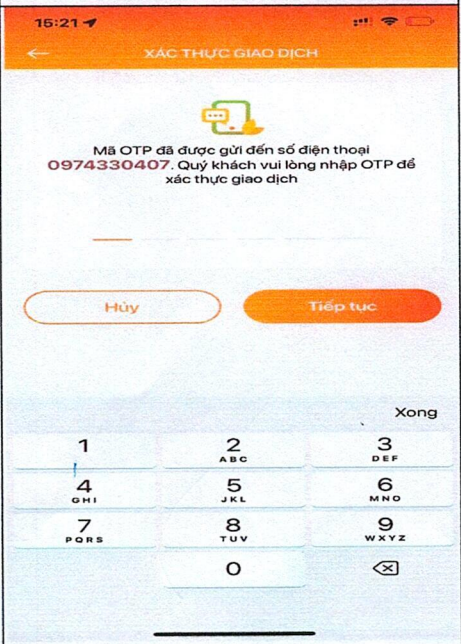 15:21
XÁC THỰC GIAO DỊCH
Mã OTP đã được gửi đến số điện thoại
0974330407. Quý khách vui lòng nhập OTP để
xác thực giao dịch
Hủy
Tiếp tục
Xong
1 2 3
ABC DEF
4 5 6
GHI JKL MNO
7 8 9
PQRS TUV WXYZ
0